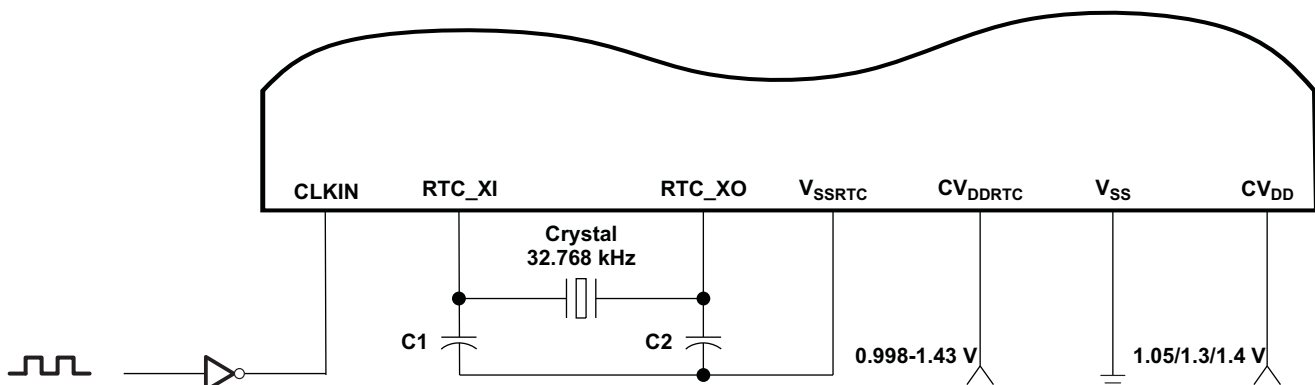 CLKIN RTC_XI RTC_XO VSSRTC CVDDRTC VSS CVDD
Crystal
32.768 kHz
C1 C2 0.998-1.43 V 1.05/1.3/1.4 V